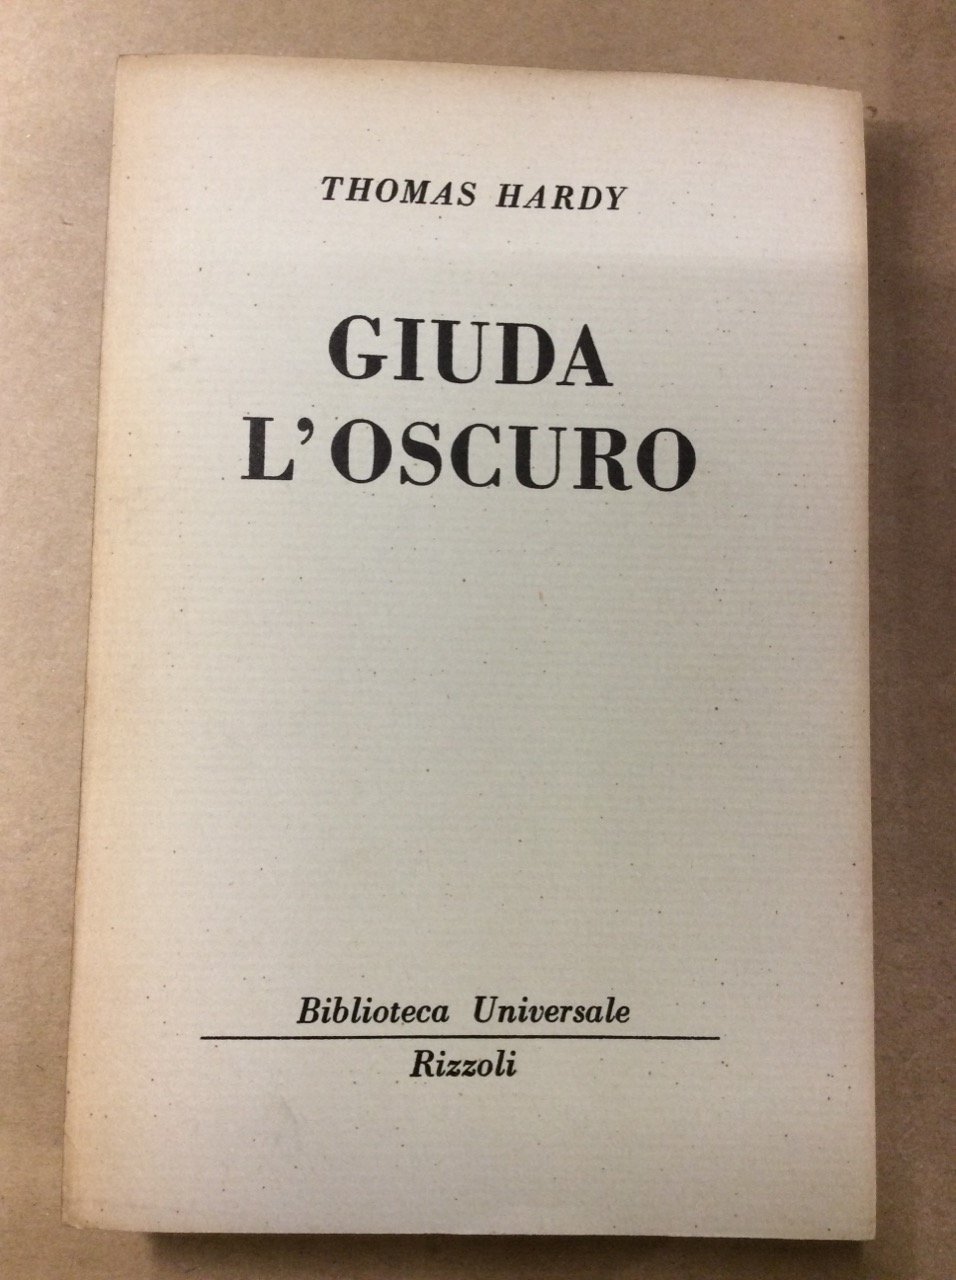 THOMAS HARDY
GIUDA
L'OSCURO
Biblioteca Universale
Rizzoli